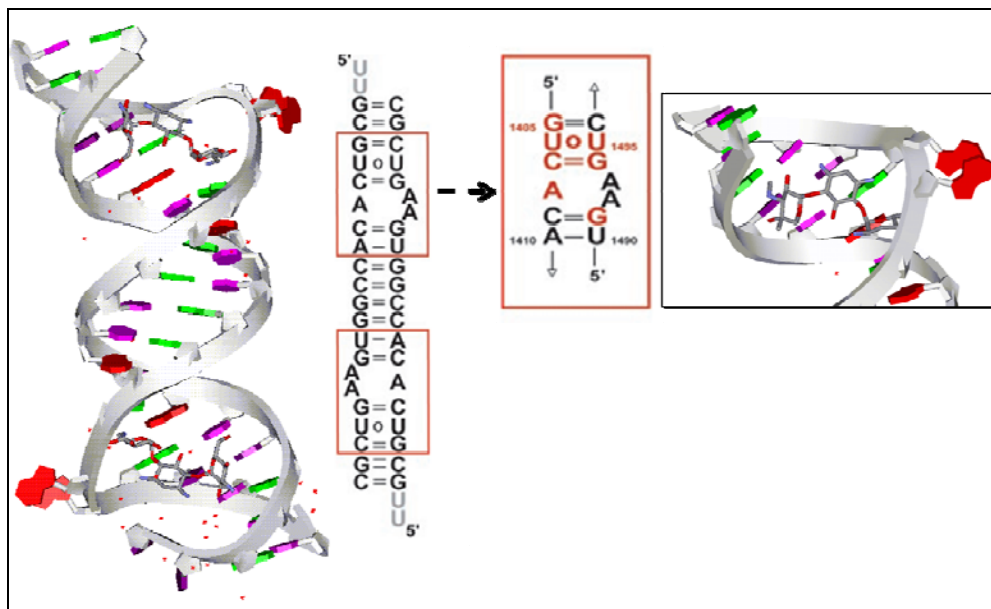 5'
U
U
G=C
C=G
G=C
U o U
C=G
A A
A
C=G
A–U
C=G
C=G
G=C
G=C
U–A
G=C
A
A A
G=C
U o U
C=G
G=C
C=G
U
U
5'
5'
1405 G=C
U o U 1495
C=G
A A
A
C=G
1410 A–U 1490
5'